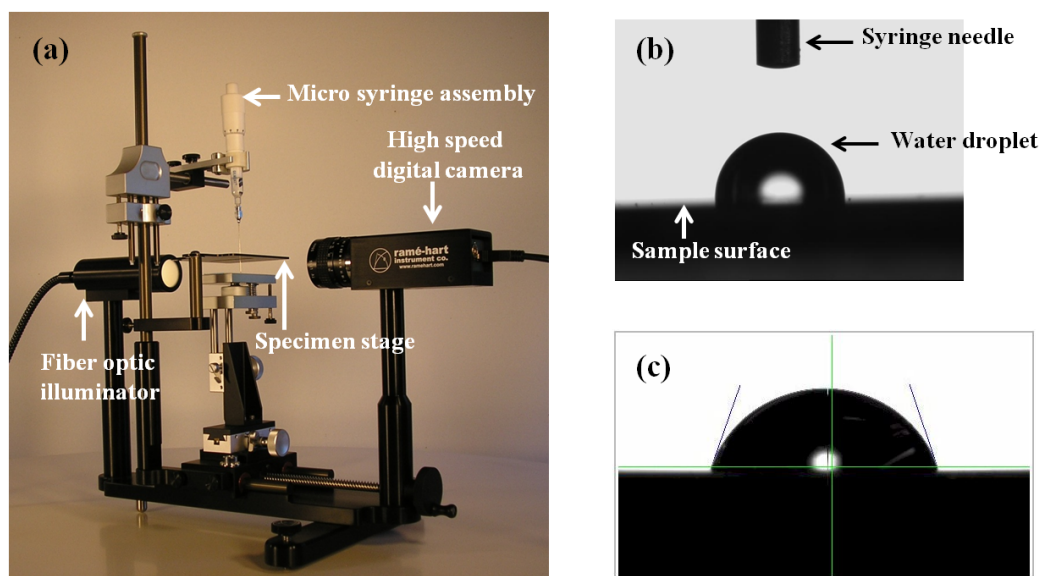 (a)
Micro syringe assembly
High speed
digital camera
ramé-hart
instrument co.
www.ramehart.com
Specimen stage
Fiber optic
illuminator
(b)
Syringe needle
Water droplet
Sample surface
(c)